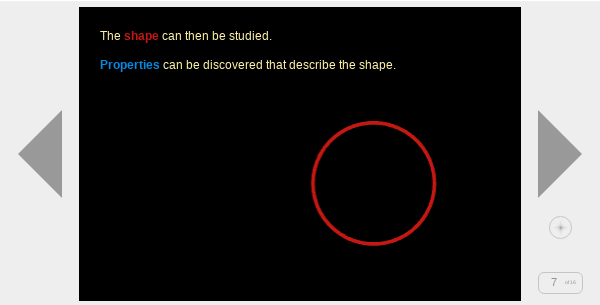 The shape can then be studied.
Properties can be discovered that describe the shape.
7 of 16